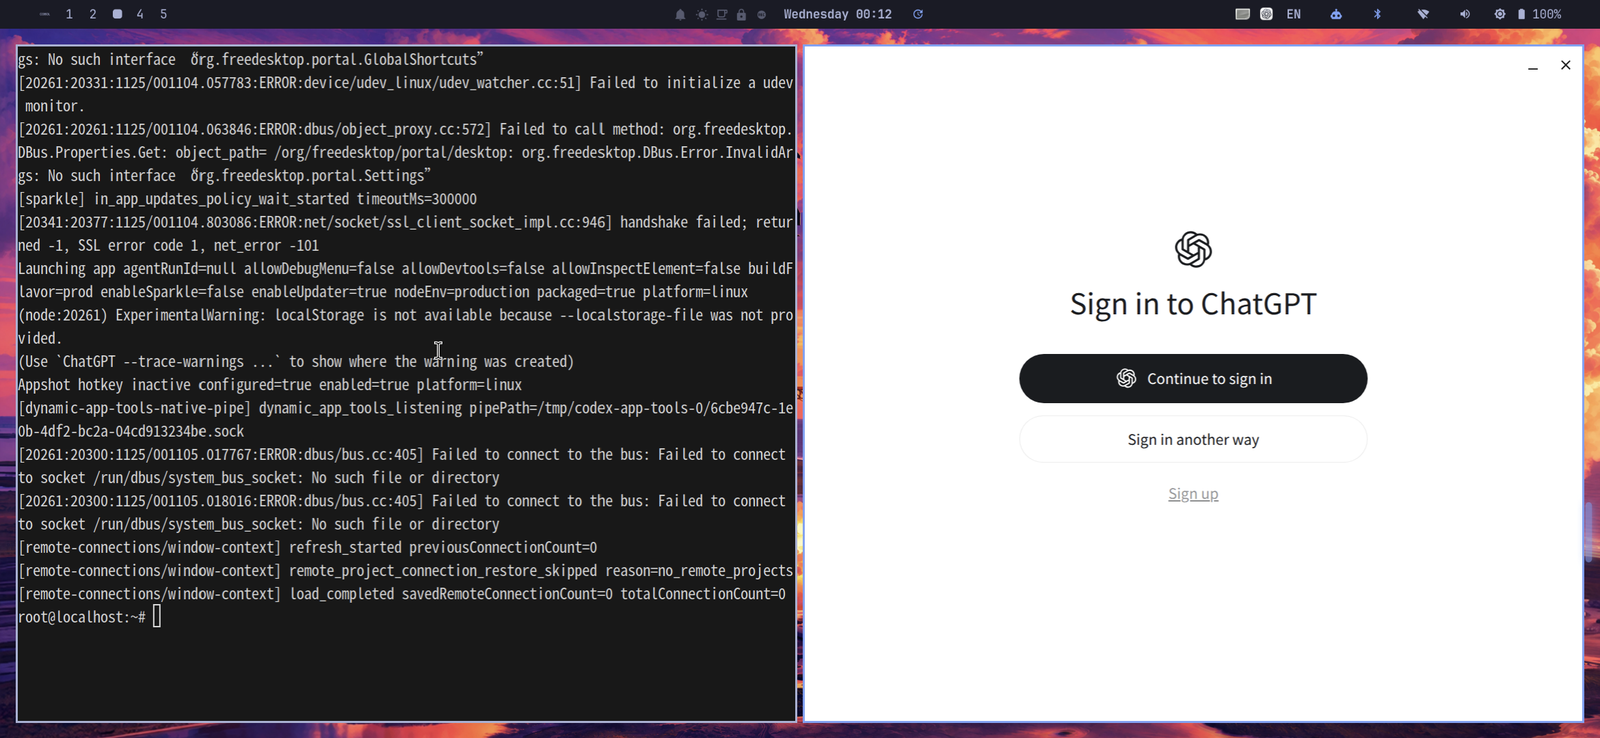 1 2 4 5
Wednesday 00:12
EN
100%
gs: No such interface “org.freedesktop.portal.GlobalShortcuts”
[20261:20331:1125/001104.057783:ERROR:device/udev_linux/udev_watcher.cc:51] Failed to initialize a udev
monitor.
[20261:20261:1125/001104.063846:ERROR:dbus/object_proxy.cc:572] Failed to call method: org.freedesktop.
DBus.Properties.Get: object_path= /org/freedesktop/portal/desktop: org.freedesktop.DBus.Error.InvalidAr
gs: No such interface “org.freedesktop.portal.Settings”
[sparkle] in_app_updates_policy_wait_started timeoutMs=300000
[20341:20377:1125/001104.803086:ERROR:net/socket/ssl_client_socket_impl.cc:946] handshake failed; retur
ned -1, SSL error code 1, net_error -101
Launching app agentRunId=null allowDebugMenu=false allowDevtools=false allowInspectElement=false buildF
lavor=prod enableSparkle=false enableUpdater=true nodeEnv=production packaged=true platform=linux
(node:20261) ExperimentalWarning: localStorage is not available because --localstorage-file was not pro
vided.
(Use `ChatGPT --trace-warnings ...` to show where the warning was created)
Appshot hotkey inactive configured=true enabled=true platform=linux
[dynamic-app-tools-native-pipe] dynamic_app_tools_listening pipePath=/tmp/codex-app-tools-0/6cbe947c-1e
0b-4df2-bc2a-04cd913234be.sock
[20261:20300:1125/001105.017767:ERROR:dbus/bus.cc:405] Failed to connect to the bus: Failed to connect
to socket /run/dbus/system_bus_socket: No such file or directory
[20261:20300:1125/001105.018016:ERROR:dbus/bus.cc:405] Failed to connect to the bus: Failed to connect
to socket /run/dbus/system_bus_socket: No such file or directory
[remote-connections/window-context] refresh_started previousConnectionCount=0
[remote-connections/window-context] remote_project_connection_restore_skipped reason=no_remote_projects
[remote-connections/window-context] load_completed savedRemoteConnectionCount=0 totalConnectionCount=0
root@localhost:~#
Sign in to ChatGPT
Continue to sign in
Sign in another way
Sign up